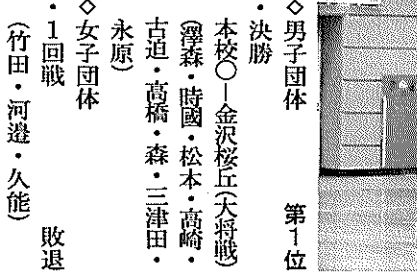 ◇男子団体　第1位
・決勝
本校○―金沢桜丘(大将戦)
(澤森・時國・松本・高崎・
古迫・高橋・森・三津田・
永原)
◇女子団体
・1回戦　敗退
(竹田・河邉・久能)